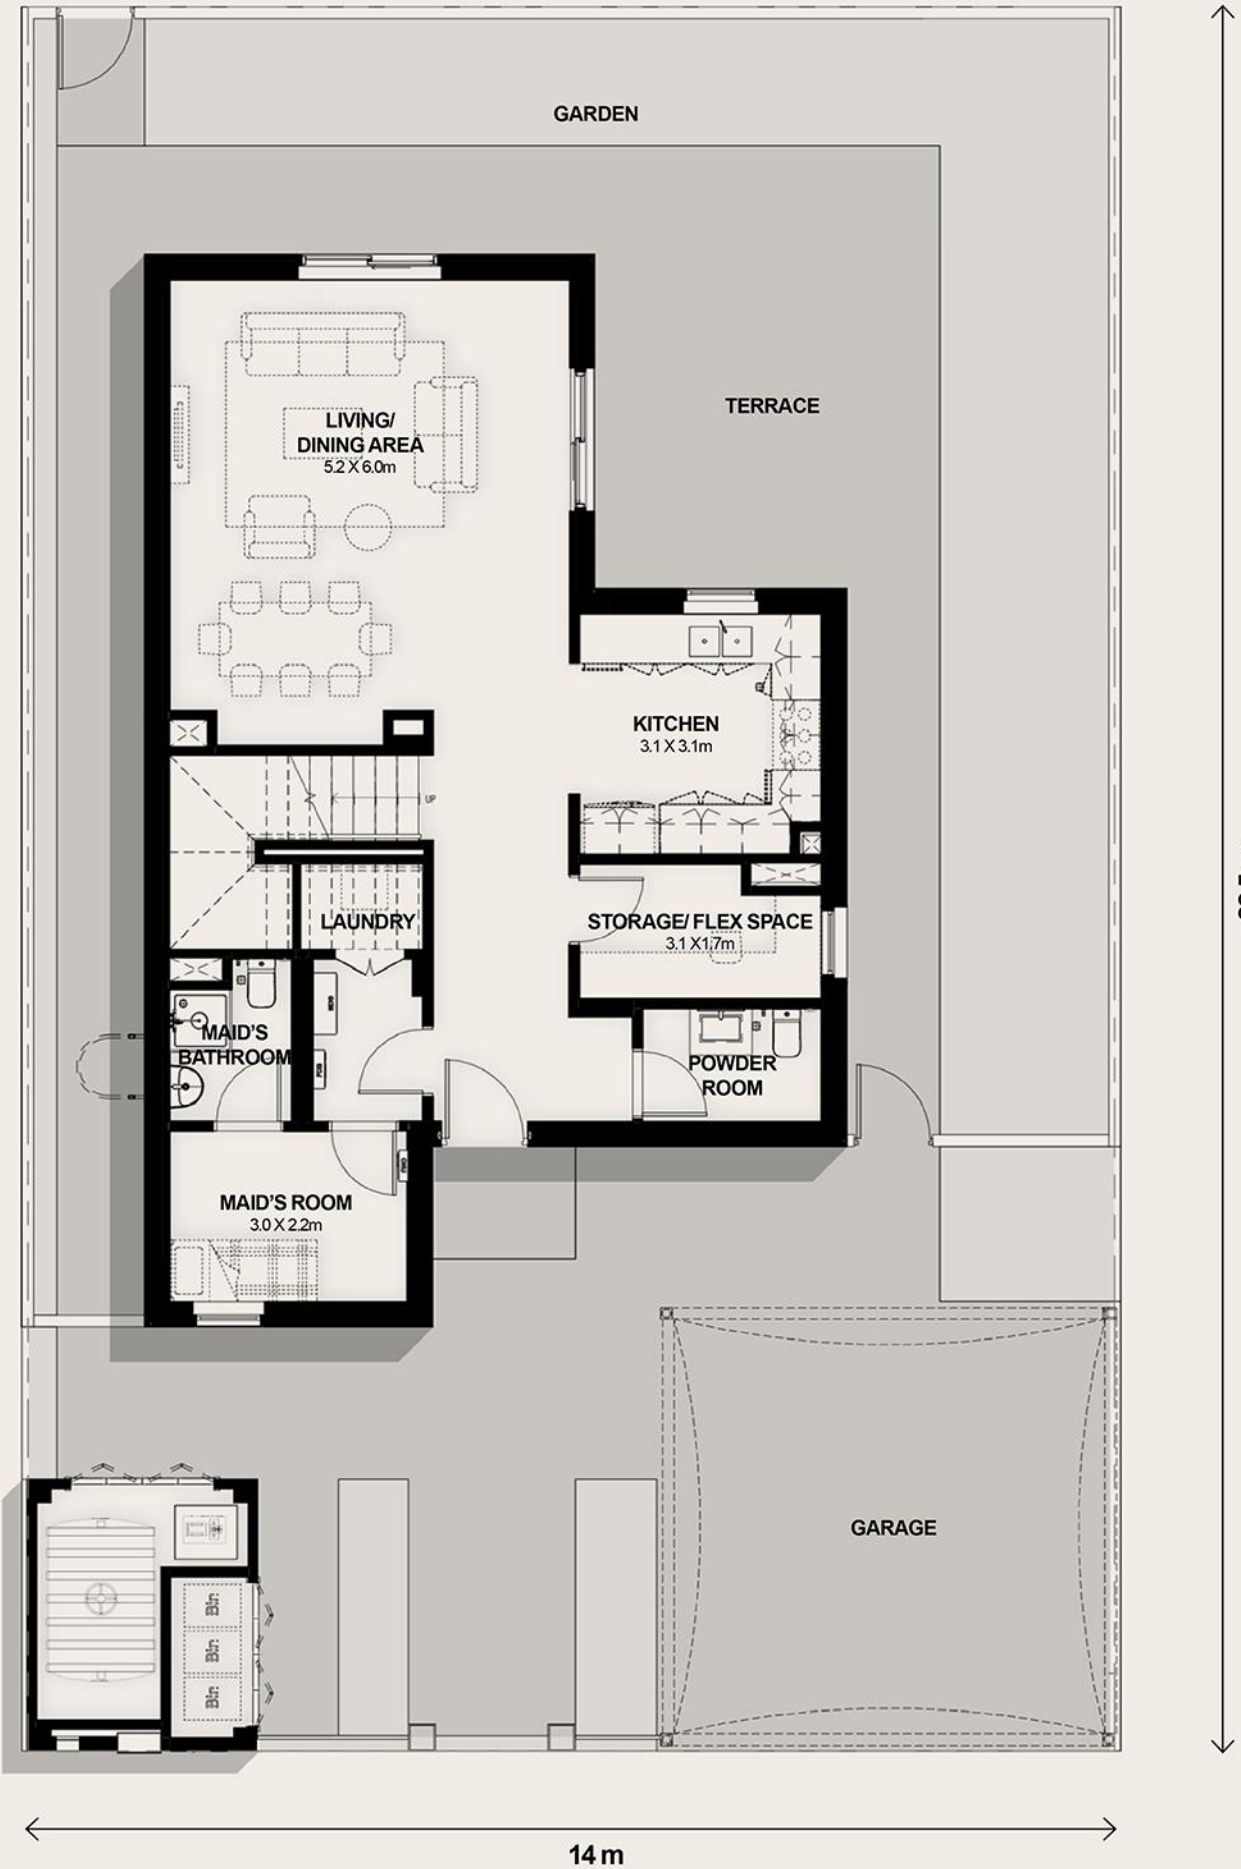 GARDEN
TERRACE
LIVING/
DINING AREA
5.2 X 6.0m
KITCHEN
3.1 X 3.1m
UP
LAUNDRY
STORAGE/ FLEX SPACE
3.1 X1.7m
MAID'S
BATHROOM
POWDER
ROOM
MAID'S ROOM
3.0 X 2.2m
GARAGE
Bin
Bin
Bin
14 m